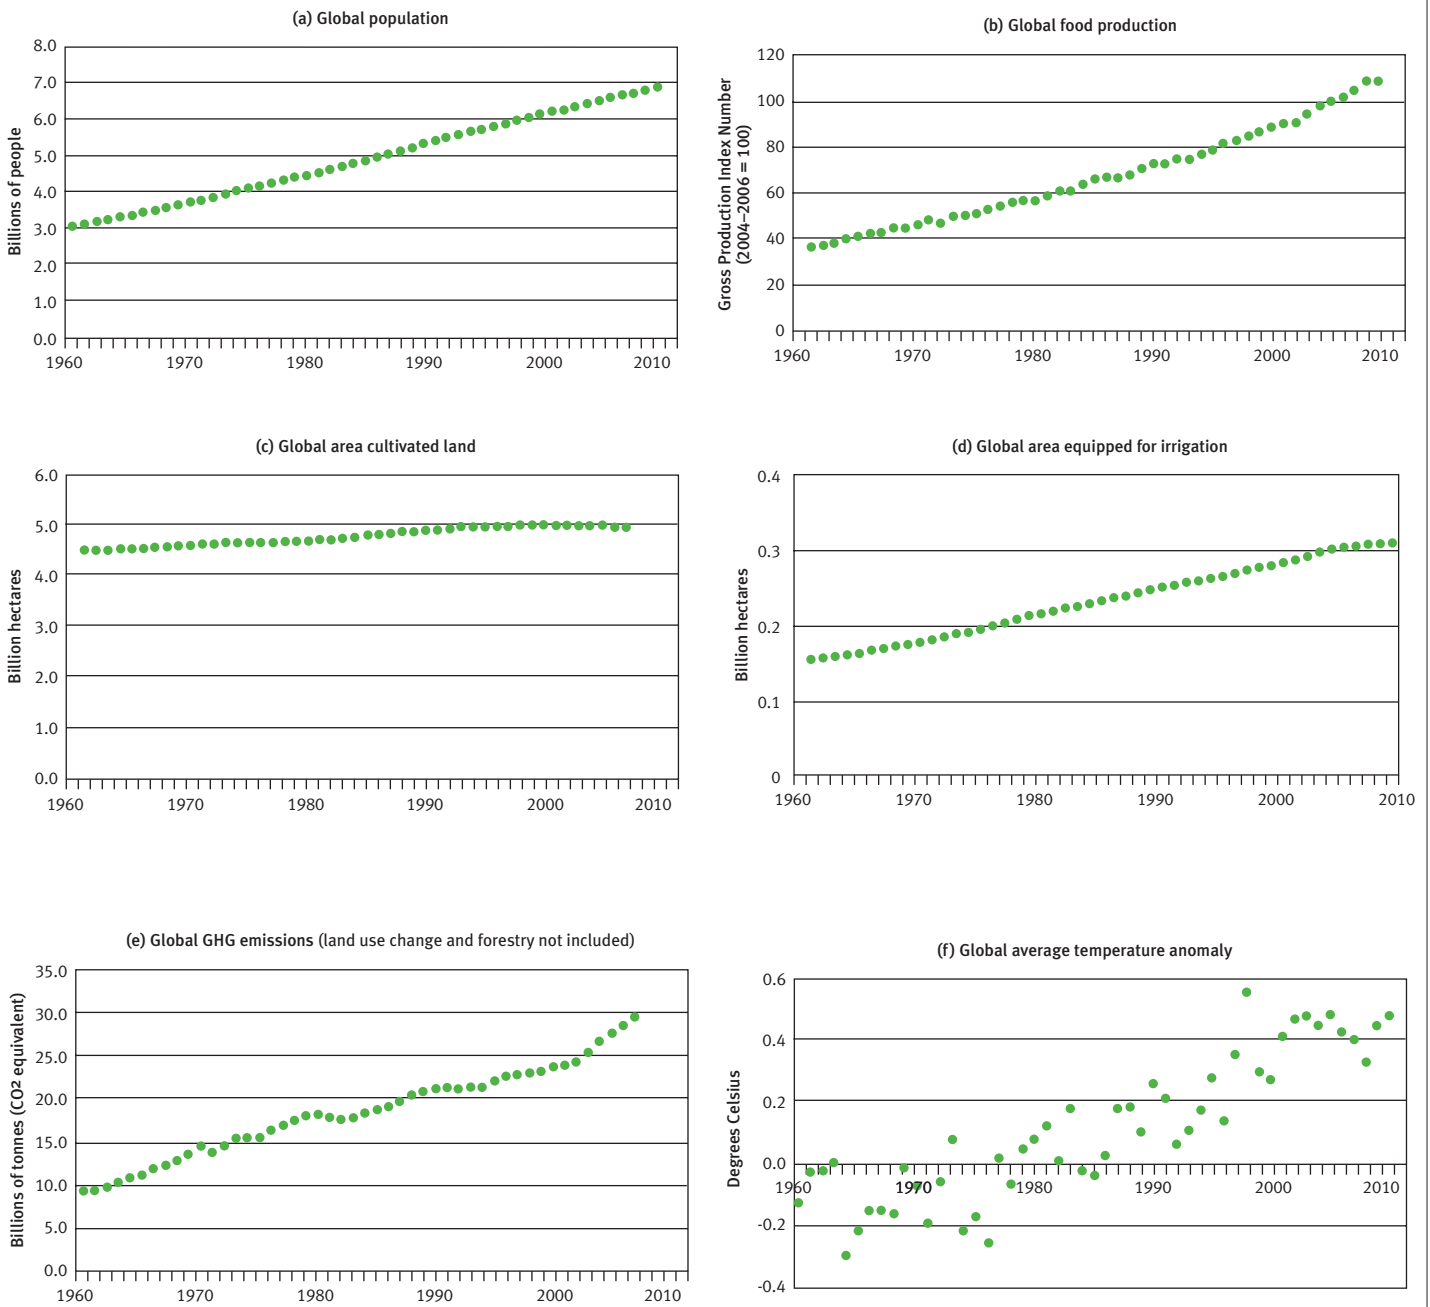 (a) Global population
Billions of people
8.0
7.0
6.0
5.0
4.0
3.0
2.0
1.0
0.0
1960 1970 1980 1990 2000 2010
(b) Global food production
Gross Production Index Number
(2004–2006 = 100)
120
100
80
60
40
20
0
1960 1970 1980 1990 2000 2010
(c) Global area cultivated land
Billion hectares
6.0
5.0
4.0
3.0
2.0
1.0
0.0
1960 1970 1980 1990 2000 2010
(d) Global area equipped for irrigation
Billion hectares
0.4
0.3
0.2
0.1
0
1960 1970 1980 1990 2000 2010
(e) Global GHG emissions (land use change and forestry not included)
Billions of tonnes (CO2 equivalent)
35.0
30.0
25.0
20.0
15.0
10.0
5.0
0.0
1960 1970 1980 1990 2000 2010
(f) Global average temperature anomaly
Degrees Celsius
0.6
0.4
0.2
0.0
-0.2
-0.4
1960 1970 1980 1990 2000 2010